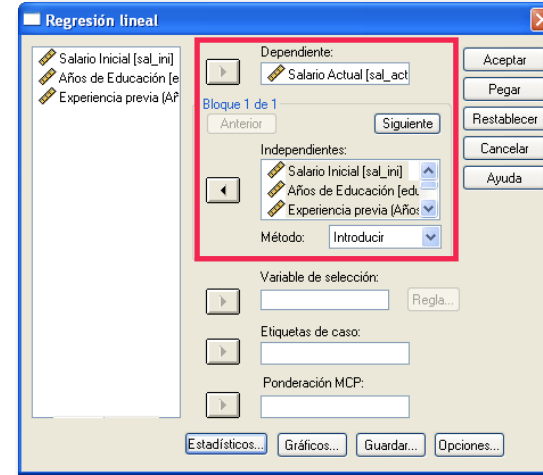 Regresión lineal
Salario Inicial [sal_ini]
Años de Educación [e
Experiencia previa (Añ
Dependiente:
Salario Actual [sal_act
Bloque 1 de 1
Anterior
Siguiente
Independientes:
Salario Inicial [sal_ini]
Años de Educación [edu
Experiencia previa (Años
Método:
Introducir
Variable de selección:
Regla...
Etiquetas de caso:
Ponderación MCP:
Aceptar
Pegar
Restablecer
Cancelar
Ayuda
Estadísticos...
Gráficos...
Guardar...
Opciones...